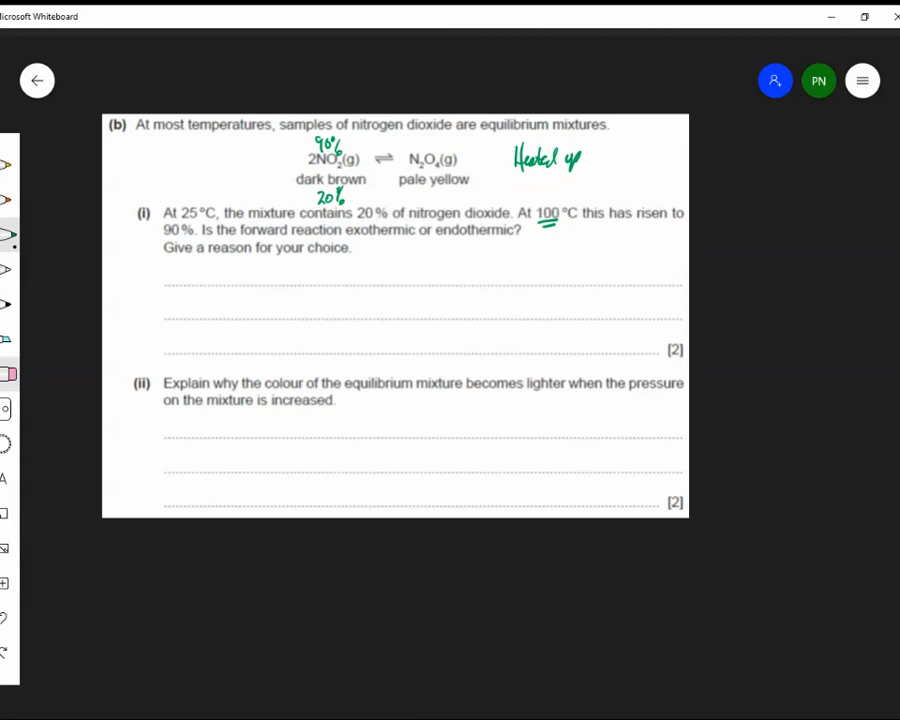 Microsoft Whiteboard
PN
(b) At most temperatures, samples of nitrogen dioxide are equilibrium mixtures.
90%
2NO₂(g) ⇌ N₂O₄(g) Heated up
dark brown pale yellow
20%
(i) At 25 °C, the mixture contains 20 % of nitrogen dioxide. At 100 °C this has risen to
90 %. Is the forward reaction exothermic or endothermic?
Give a reason for your choice.
[2]
(ii) Explain why the colour of the equilibrium mixture becomes lighter when the pressure
on the mixture is increased.
[2]